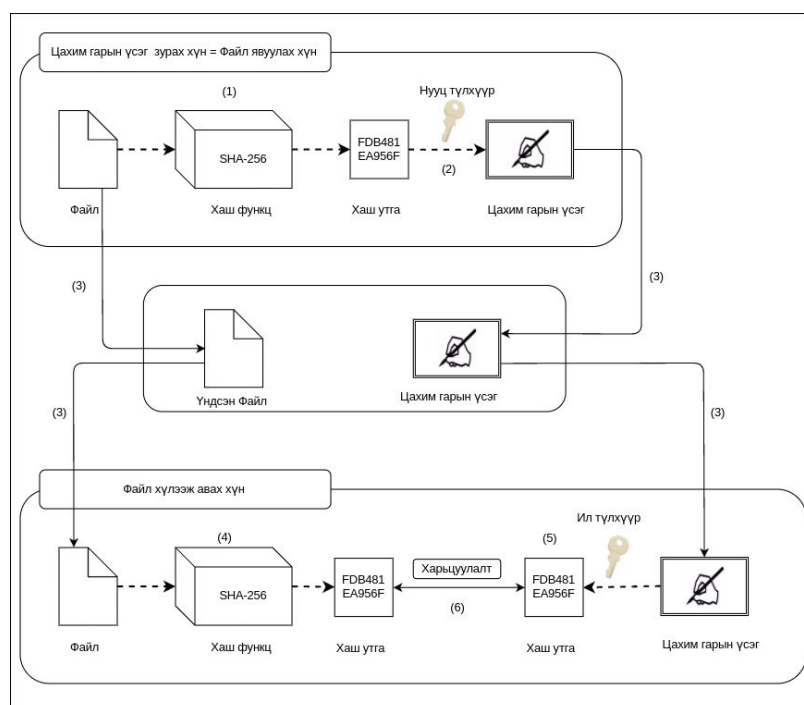 Цахим гарын үсэг зурах хүн = Файл явуулах хүн
(1)
Нууц түлхүүр
SHA-256
FDB481
EA956F
(2)
Файл
Хаш функц
Хаш утга
Цахим гарын үсэг
(3)
(3)
Үндсэн Файл
Цахим гарын үсэг
(3)
(3)
Файл хүлээж авах хүн
(4)
(5)
Ил түлхүүр
SHA-256
FDB481
EA956F
Харьцуулалт
(6)
FDB481
EA956F
Файл
Хаш функц
Хаш утга
Хаш утга
Цахим гарын үсэг